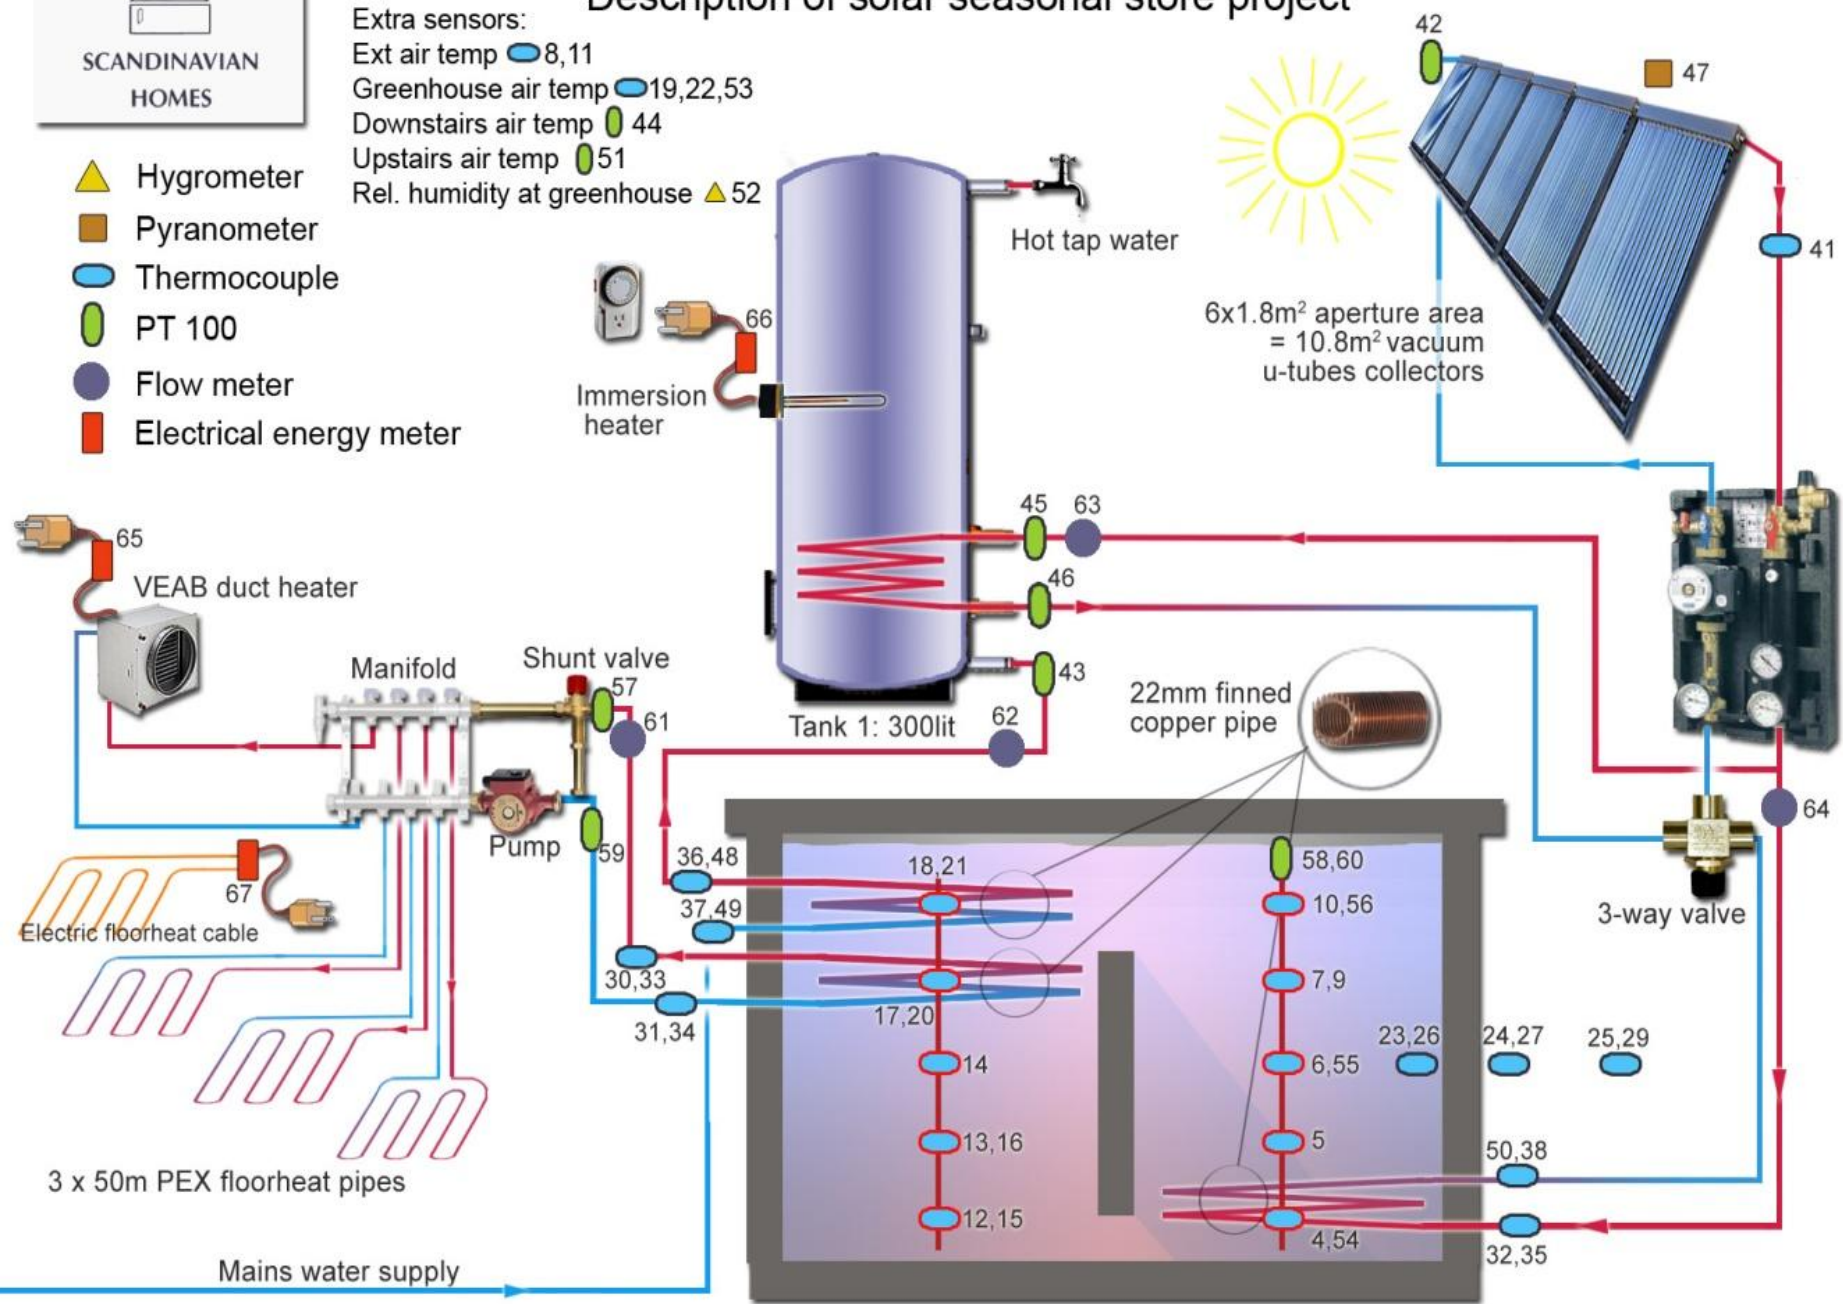 Description of solar seasonal store project
SCANDINAVIAN
HOMES
Extra sensors:
Ext air temp 8,11
Greenhouse air temp 19,22,53
Downstairs air temp 44
Upstairs air temp 51
Rel. humidity at greenhouse 52
Hygrometer
Pyranometer
Thermocouple
PT 100
Flow meter
Electrical energy meter
42
47
41
Hot tap water
6x1.8m² aperture area
= 10.8m² vacuum
u-tubes collectors
66
Immersion
heater
45
63
46
43
62
Tank 1: 300lit
65
VEAB duct heater
Manifold
Shunt valve
57
61
Pump
59
22mm finned
copper pipe
64
3-way valve
67
Electric floorheat cable
36,48
37,49
30,33
31,34
18,21
17,20
14
13,16
12,15
58,60
10,56
7,9
6,55
5
4,54
23,26
24,27
25,29
50,38
32,35
3 x 50m PEX floorheat pipes
Mains water supply